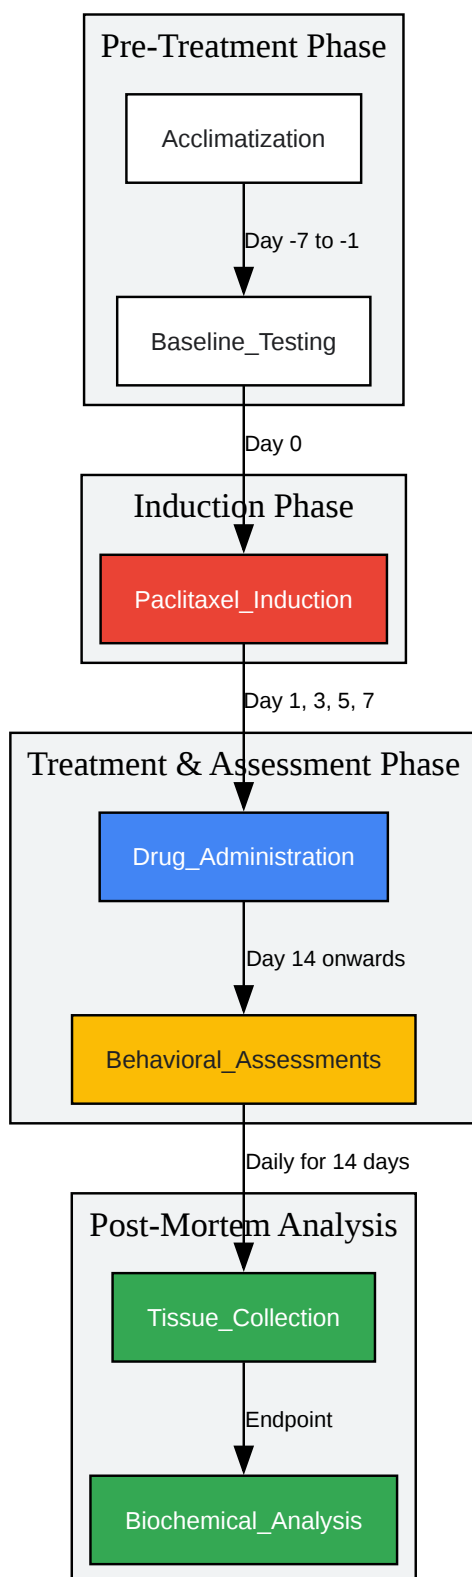 Pre-Treatment Phase
Acclimatization
Day -7 to -1
Baseline_Testing
Day 0
Induction Phase
Paclitaxel_Induction
Day 1, 3, 5, 7
Treatment & Assessment Phase
Drug_Administration
Day 14 onwards
Behavioral_Assessments
Daily for 14 days
Post-Mortem Analysis
Tissue_Collection
Endpoint
Biochemical_Analysis